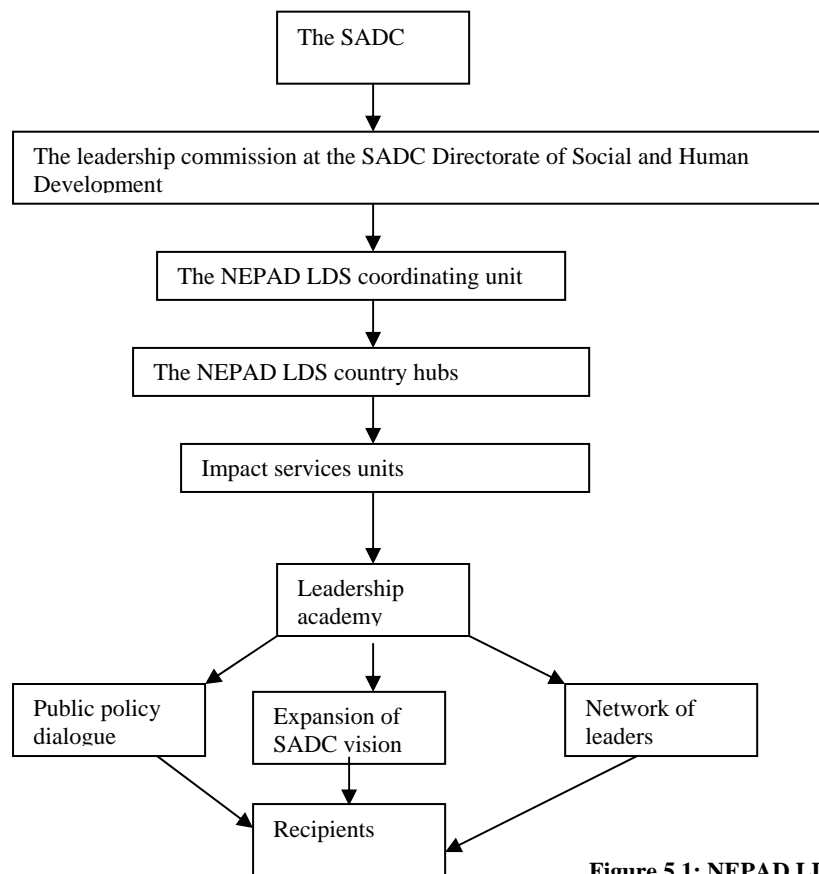 The SADC
The leadership commission at the SADC Directorate of Social and Human
Development
The NEPAD LDS coordinating unit
The NEPAD LDS country hubs
Impact services units
Leadership
academy
Public policy
dialogue
Expansion of
SADC vision
Network of
leaders
Recipients
Figure 5.1: NEPAD